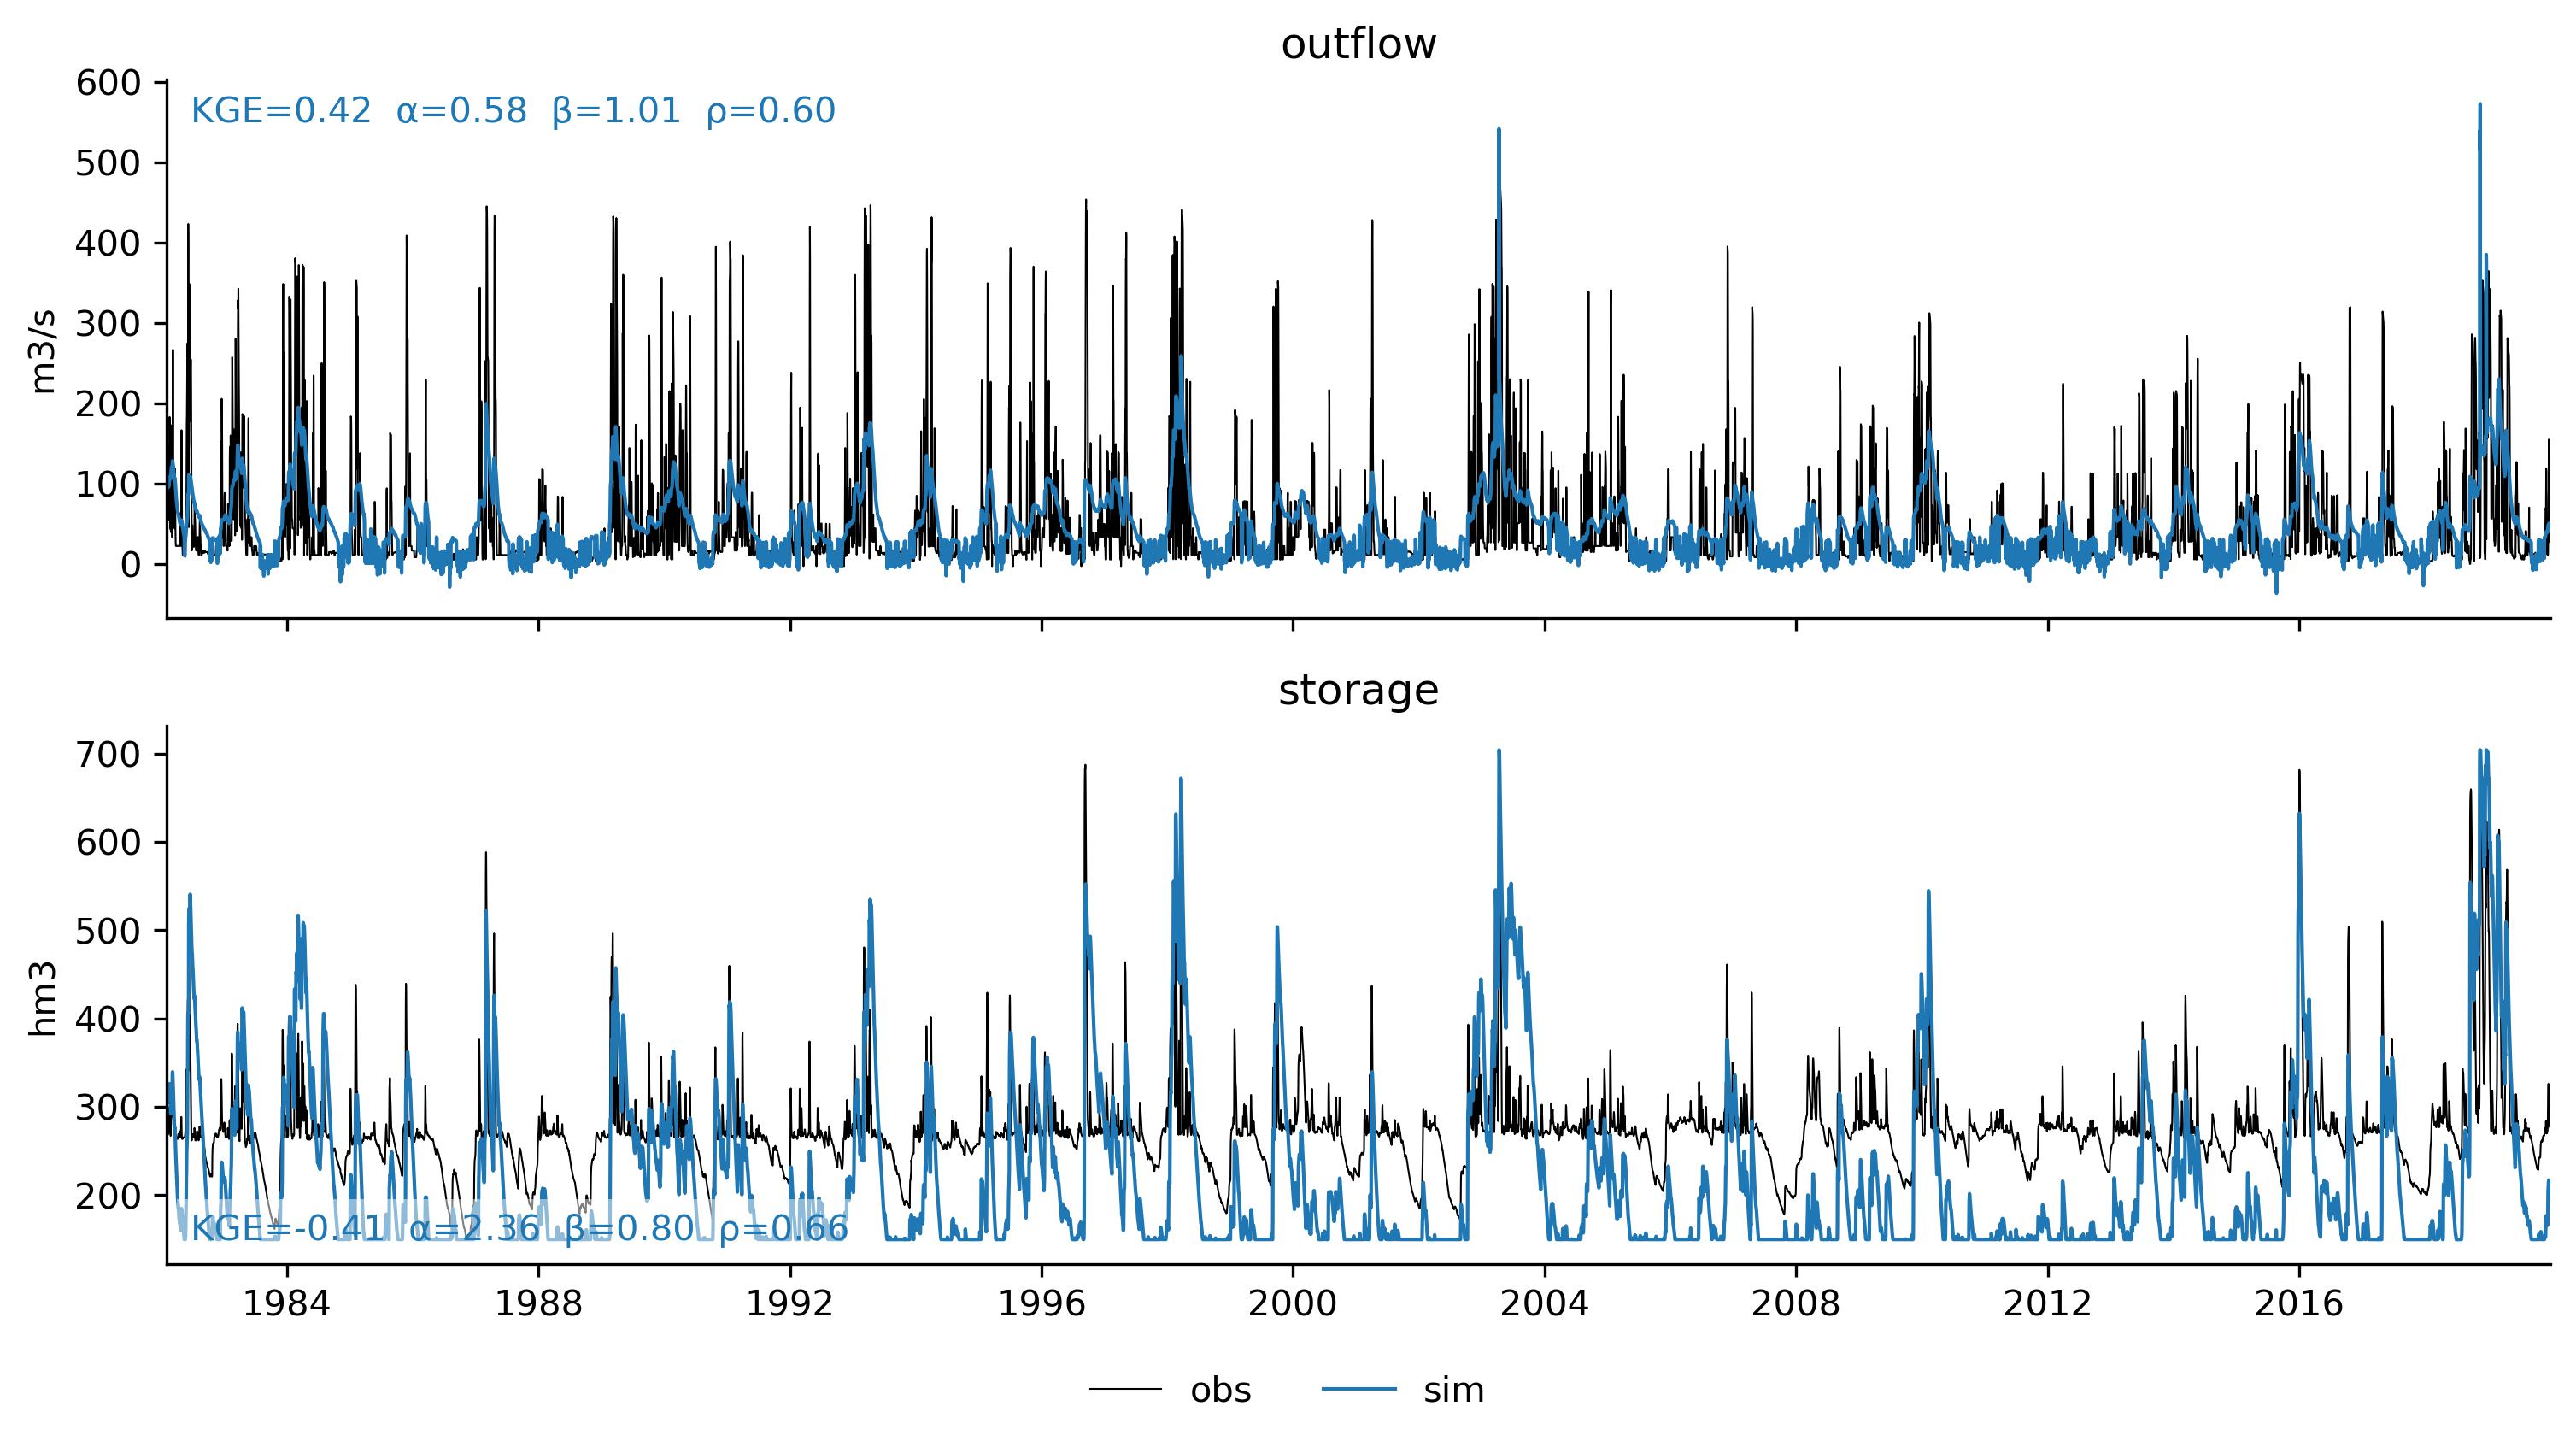 outflow
600
KGE=0.42  α=0.58  β=1.01  ρ=0.60
500
400
300
200
100
0
m3/s
storage
700
600
500
400
300
200
KGE=-0.41  α=2.36  β=0.80  ρ=0.66
hm3
1984 1988 1992 1996 2000 2004 2008 2012 2016
obs sim